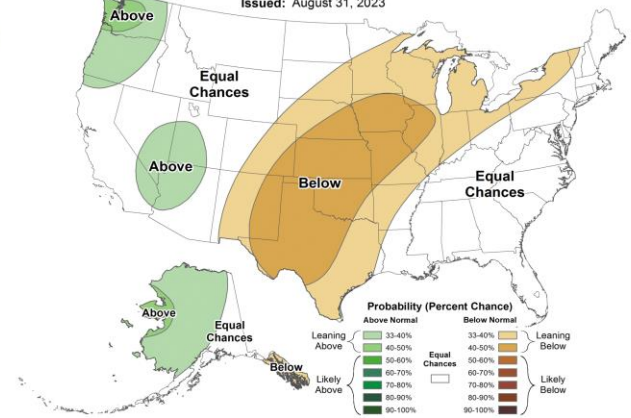 Issued: August 31, 2023
Above
Equal
Chances
Above
Below
Equal
Chances
Above
Equal
Chances
Below
Probability (Percent Chance)
Above Normal
Below Normal
Leaning
Above
33-40%
40-50%
Likely
Above
50-60%
60-70%
70-80%
80-90%
90-100%
Equal
Chances
33-40%
40-50%
Leaning
Below
50-60%
60-70%
70-80%
80-90%
90-100%
Likely
Below